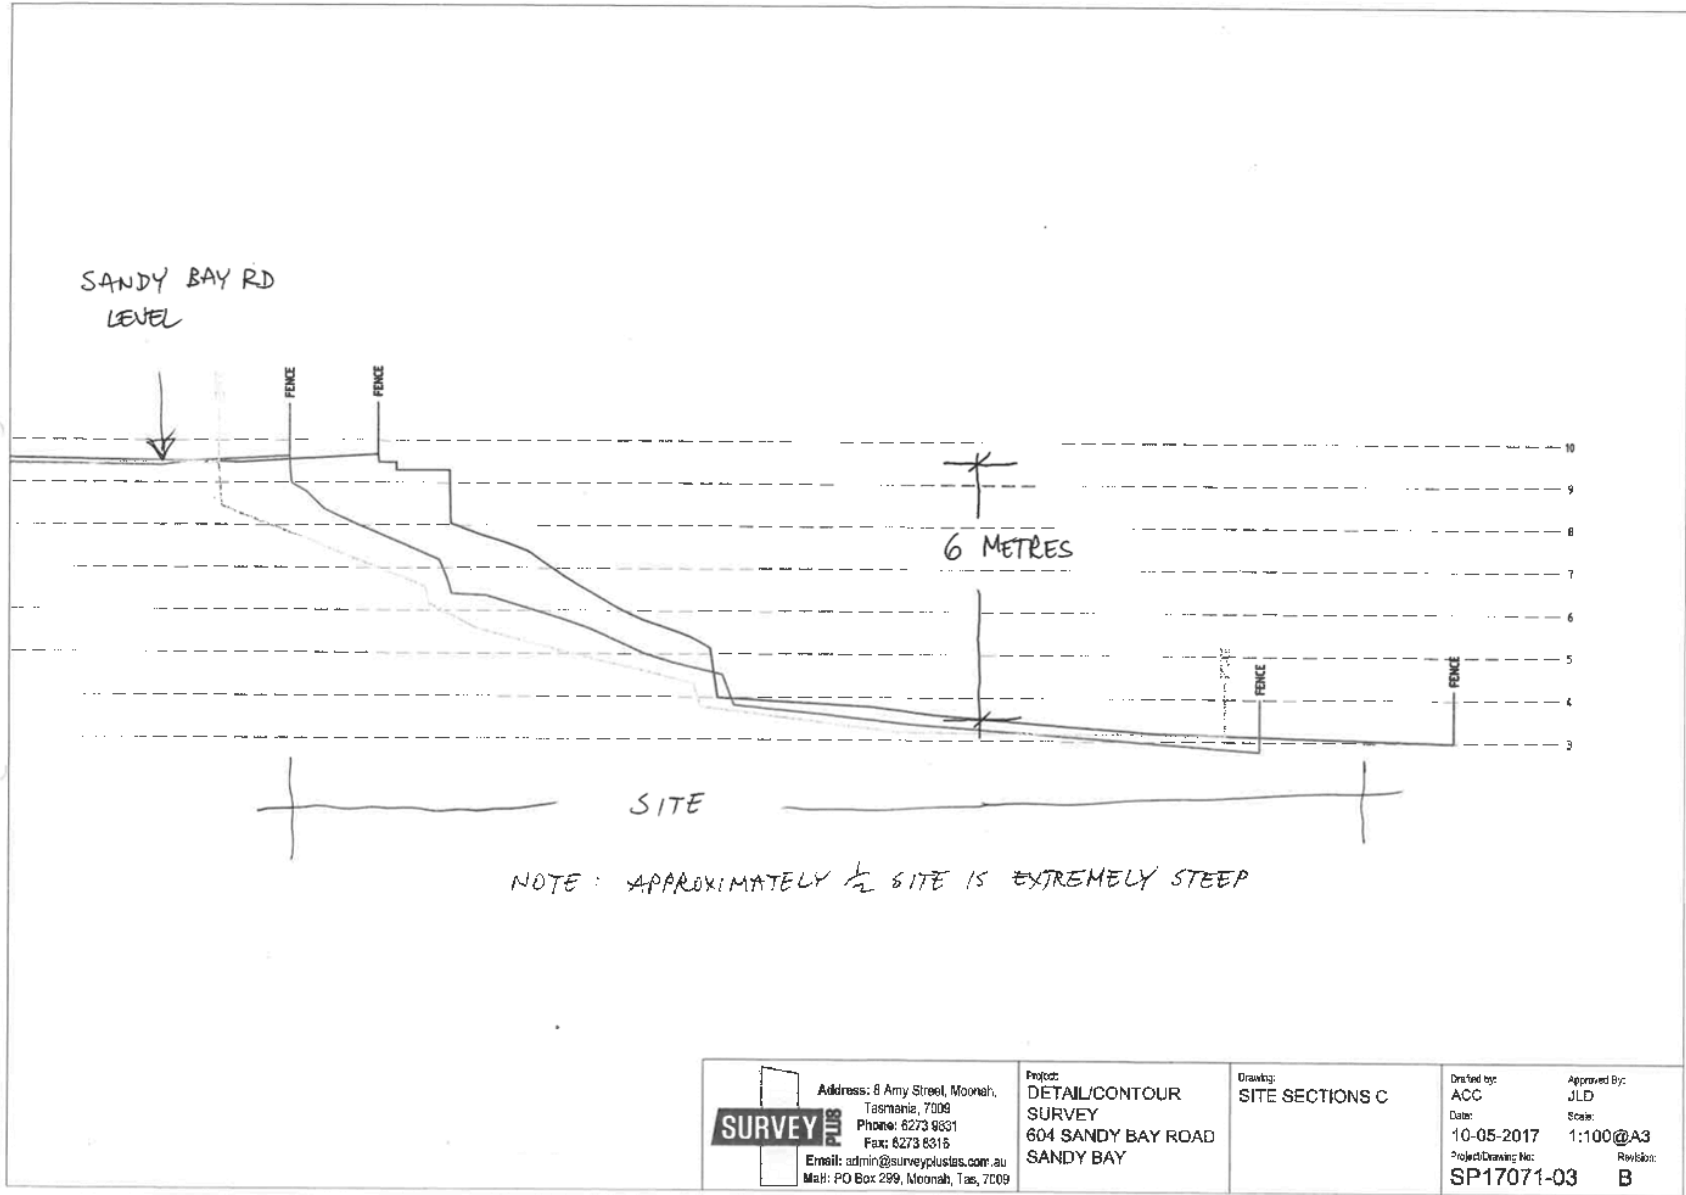 SANDY BAY RD
LEVEL
FENCE
FENCE
10
9
8
7
6
5
4
3
6 METRES
FENCE
FENCE
SITE
NOTE : APPROXIMATELY ½ SITE IS EXTREMELY STEEP
SURVEY PLUS
Address: 8 Amy Street, Moonah,
Tasmania, 7009
Phone: 6273 9831
Fax: 6273 8316
Email: admin@surveyplustas.com.au
Mail: PO Box 299, Moonah, Tas, 7009
Project:
DETAIL/CONTOUR
SURVEY
604 SANDY BAY ROAD
SANDY BAY
Drawing:
SITE SECTIONS C
Drafted by:
ACC
Approved By:
JLD
Date:
10-05-2017
Scale:
1:100@A3
Project/Drawing No:
SP17071-03
Revision:
B